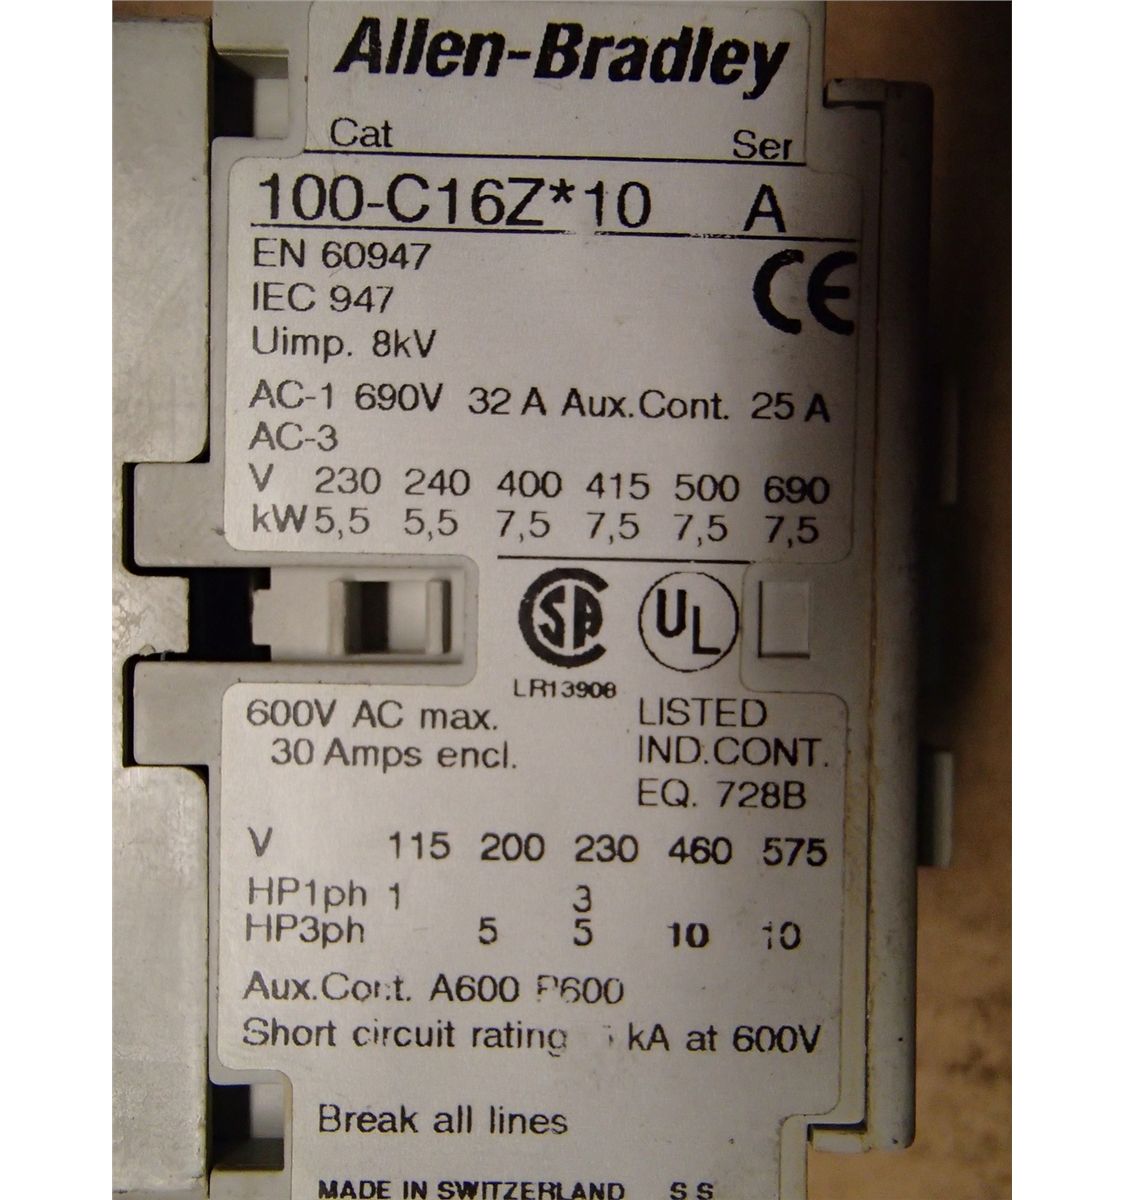 Allen-Bradley
Cat Ser
100-C16Z*10 A
EN 60947
IEC 947
CE
Uimp. 8kV
AC-1 690V 32 A Aux.Cont. 25 A
AC-3
V 230 240 400 415 500 690
kW 5,5 5,5 7,5 7,5 7,5 7,5
CSA UL
LR13908
600V AC max. LISTED
30 Amps encl. IND.CONT.
EQ. 728B
V 115 200 230 460 575
HP1ph 1 3
HP3ph 5 5 10 10
Aux.Cont. A600 P600
Short circuit rating kA at 600V
Break all lines
MADE IN SWITZERLAND S S